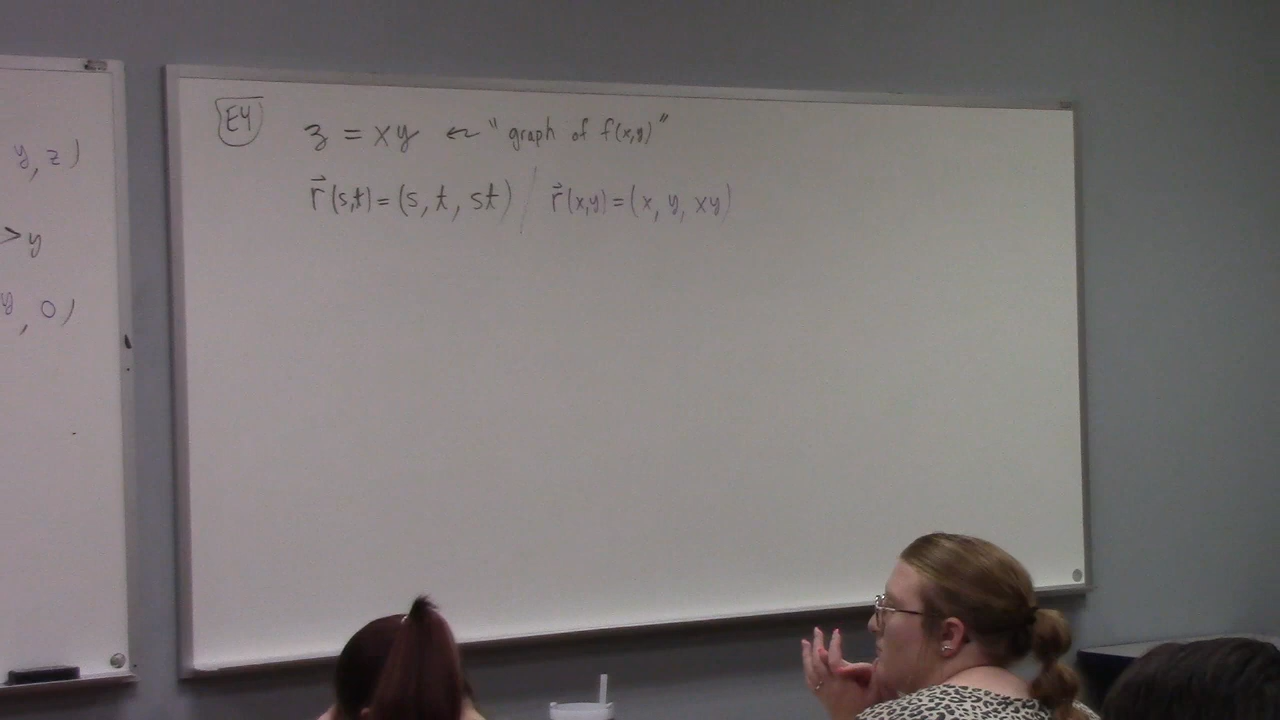 y, z)
> y
y, 0)
E4
z = xy ← "graph of f(x,y)"
r⃗(s,t) = (s, t, st) / r⃗(x,y) = (x, y, xy)